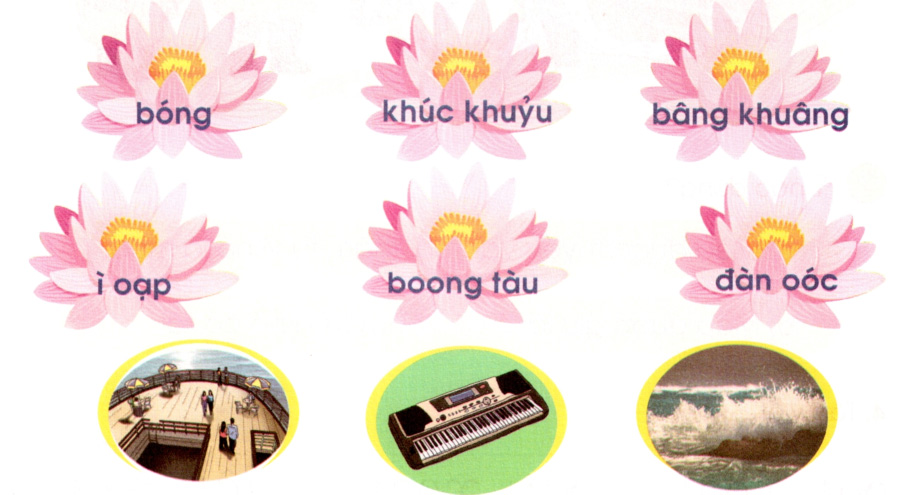 bóng
khúc khuỷu
bâng khuâng
ì oạp
boong tàu
đàn oóc